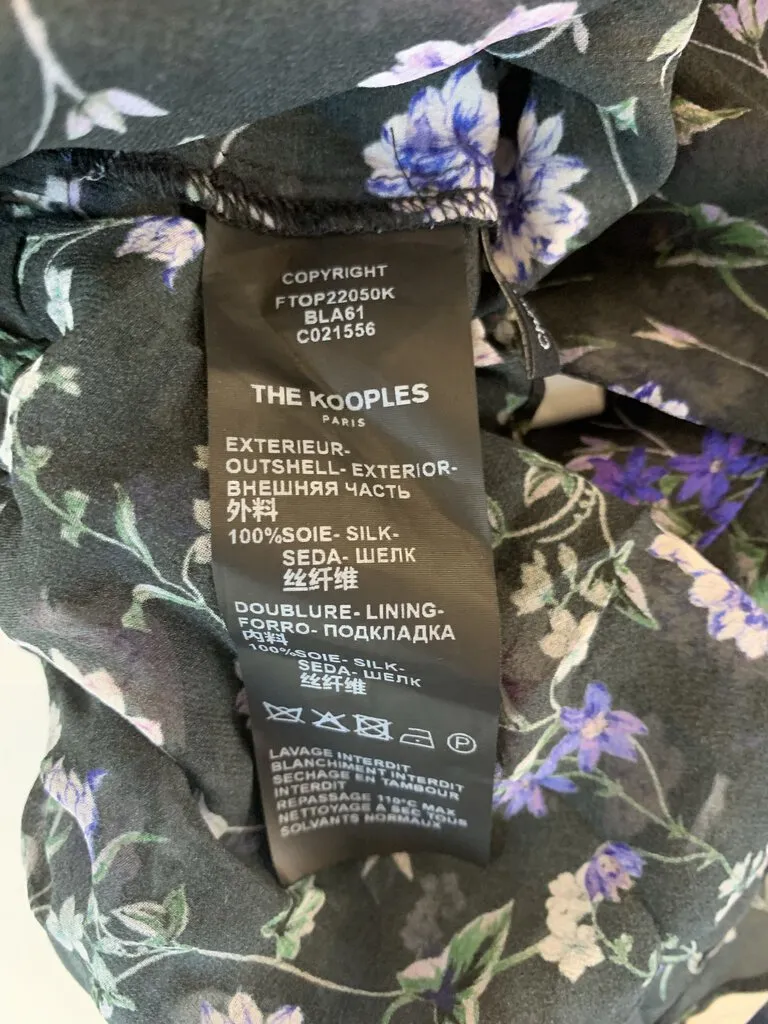 COPYRIGHT
FTOP22050K
BLA61
C021556
THE KOOPLES
PARIS
EXTERIEUR-
OUTSHELL- EXTERIOR-
ВНЕШНЯЯ ЧАСТЬ
外料
100%SOIE- SILK-
SEDA- ШЕЛК
丝纤维
DOUBLURE- LINING-
FORRO- ПОДКЛАДКА
内料
100%SOIE- SILK-
SEDA- ШЕЛК
丝纤维
P
LAVAGE INTERDIT
BLANCHIMENT INTERDIT
SECHAGE EN TAMBOUR
INTERDIT
REPASSAGE 110°C MAX
NETTOYAGE A SEC TOUS
SOLVANTS NORMAUX